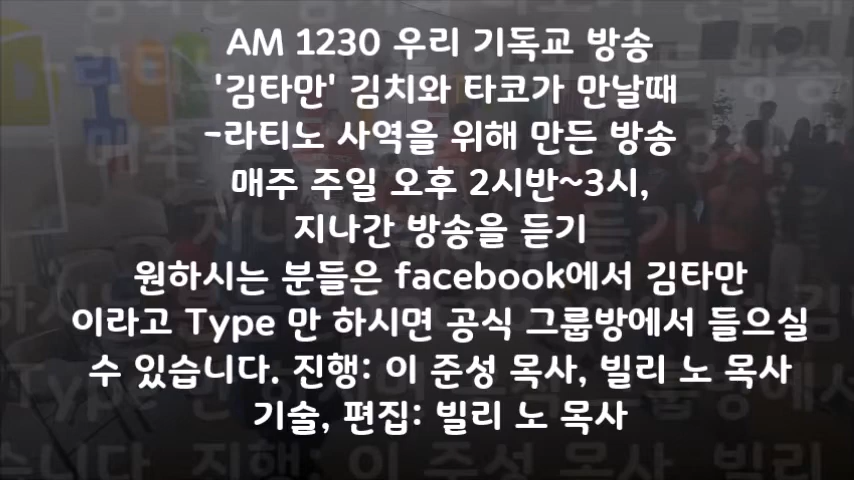 AM 1230 우리 기독교 방송
'김타만' 김치와 타코가 만날때
-라티노 사역을 위해 만든 방송
매주 주일 오후 2시반~3시,
지나간 방송을 듣기
원하시는 분들은 facebook에서 김타만
이라고 Type 만 하시면 공식 그룹방에서 들으실
수 있습니다. 진행: 이 준성 목사, 빌리 노 목사
기술, 편집: 빌리 노 목사